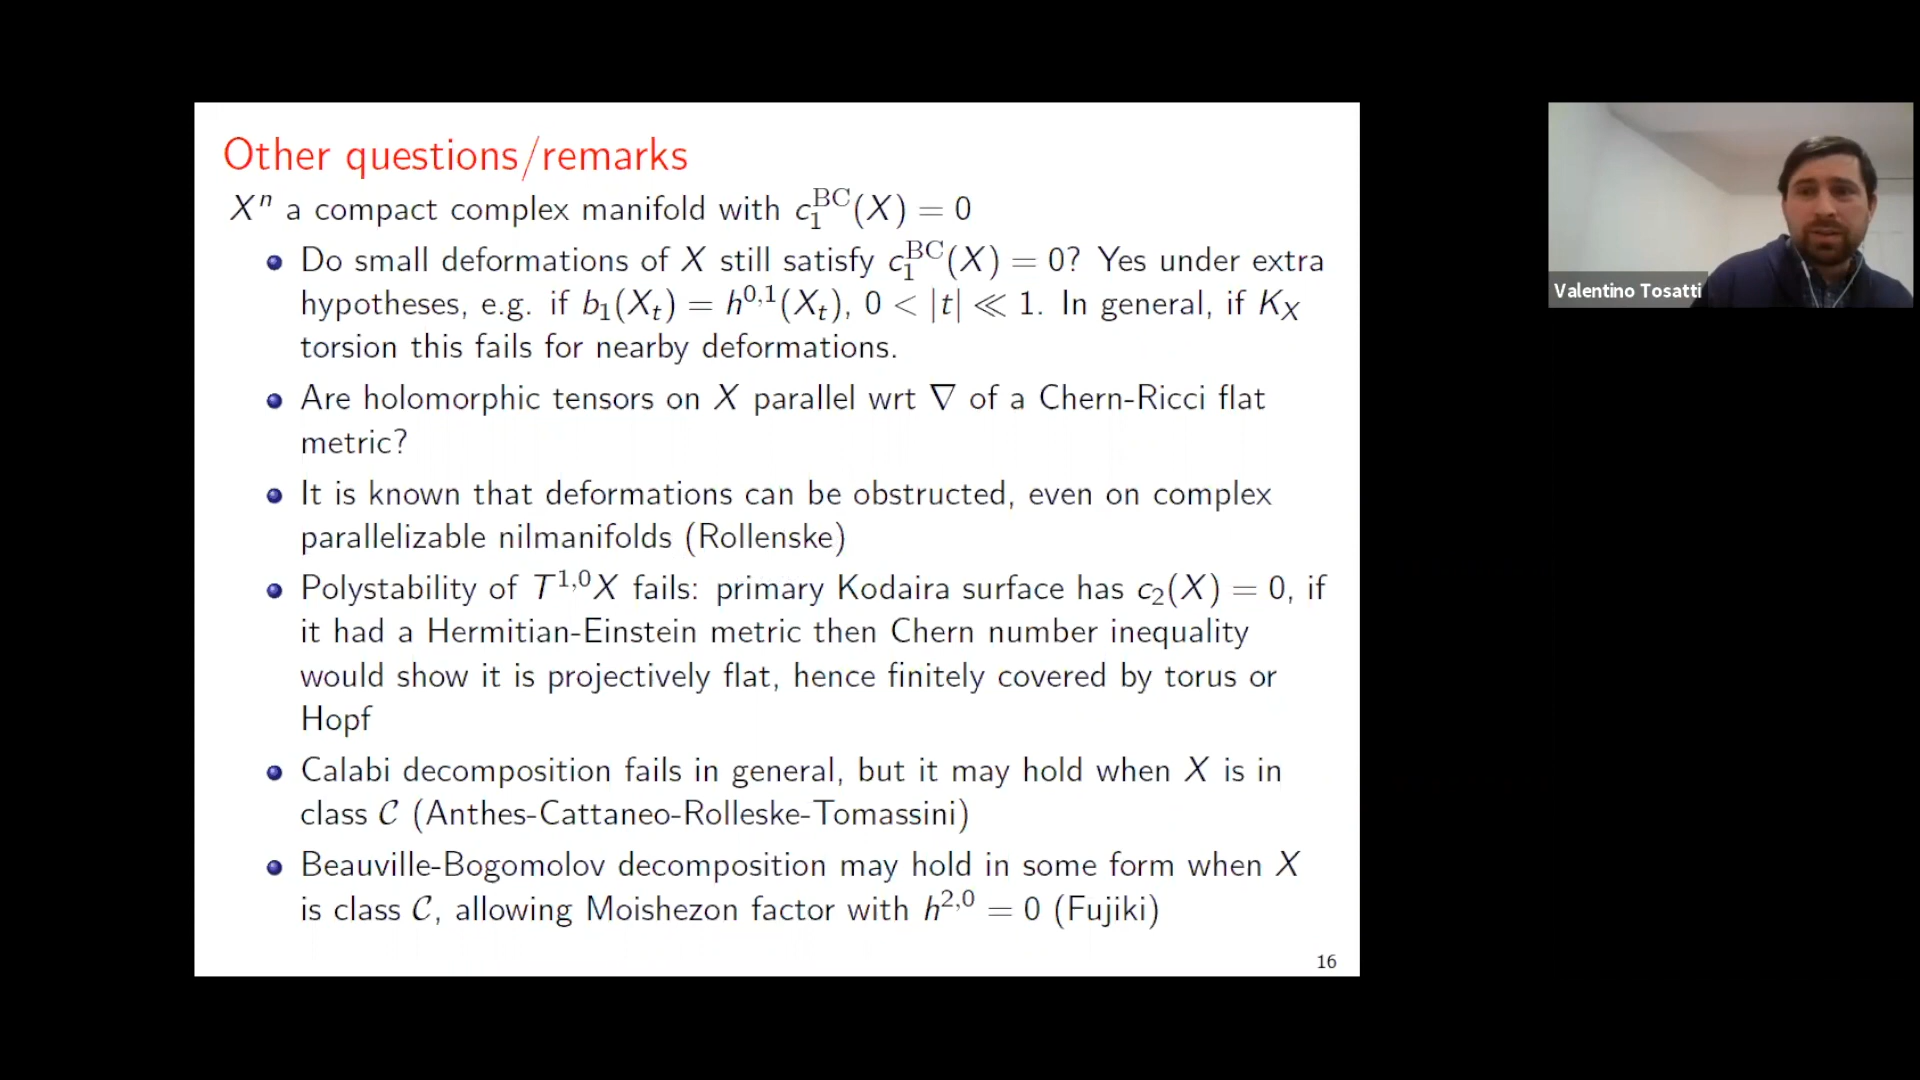 Other questions/remarks
Xⁿ a compact complex manifold with c₁^BC(X) = 0
• Do small deformations of X still satisfy c₁^BC(X) = 0? Yes under extra
hypotheses, e.g. if b₁(Xₜ) = h^{0,1}(Xₜ), 0 < |t| ≪ 1. In general, if K_X
torsion this fails for nearby deformations.
• Are holomorphic tensors on X parallel wrt ∇ of a Chern-Ricci flat
metric?
• It is known that deformations can be obstructed, even on complex
parallelizable nilmanifolds (Rollenske)
• Polystability of T^{1,0}X fails: primary Kodaira surface has c₂(X) = 0, if
it had a Hermitian-Einstein metric then Chern number inequality
would show it is projectively flat, hence finitely covered by torus or
Hopf
• Calabi decomposition fails in general, but it may hold when X is in
class 𝒞 (Anthes-Cattaneo-Rolleske-Tomassini)
• Beauville-Bogomolov decomposition may hold in some form when X
is class 𝒞, allowing Moishezon factor with h^{2,0} = 0 (Fujiki)
16
Valentino Tosatti